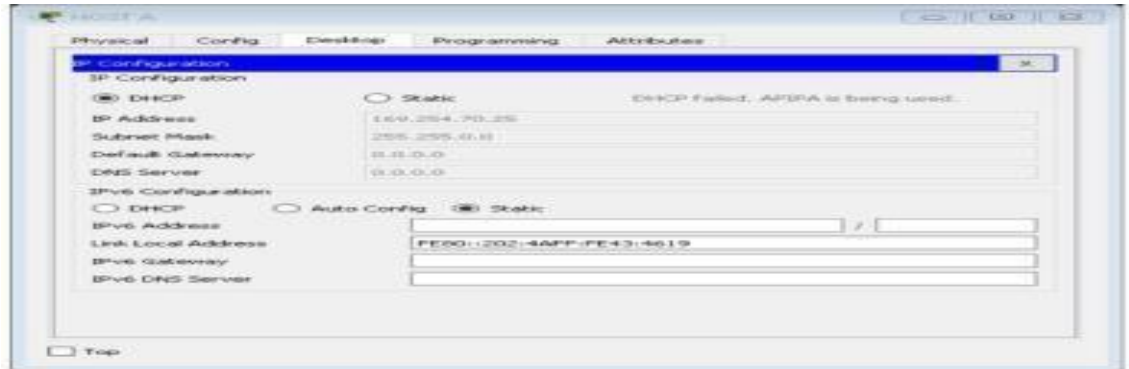 HOST A
Physical Config Desktop Programming Attributes
IP Configuration X
IP Configuration
DHCP Static DHCP failed. APIPA is being used.
IP Address 169.254.70.25
Subnet Mask 255.255.0.0
Default Gateway 0.0.0.0
DNS Server 0.0.0.0
IPv6 Configuration
DHCP Auto Config Static
IPv6 Address /
Link Local Address FE80::202:4AFF:FE43:4619
IPv6 Gateway
IPv6 DNS Server
Top